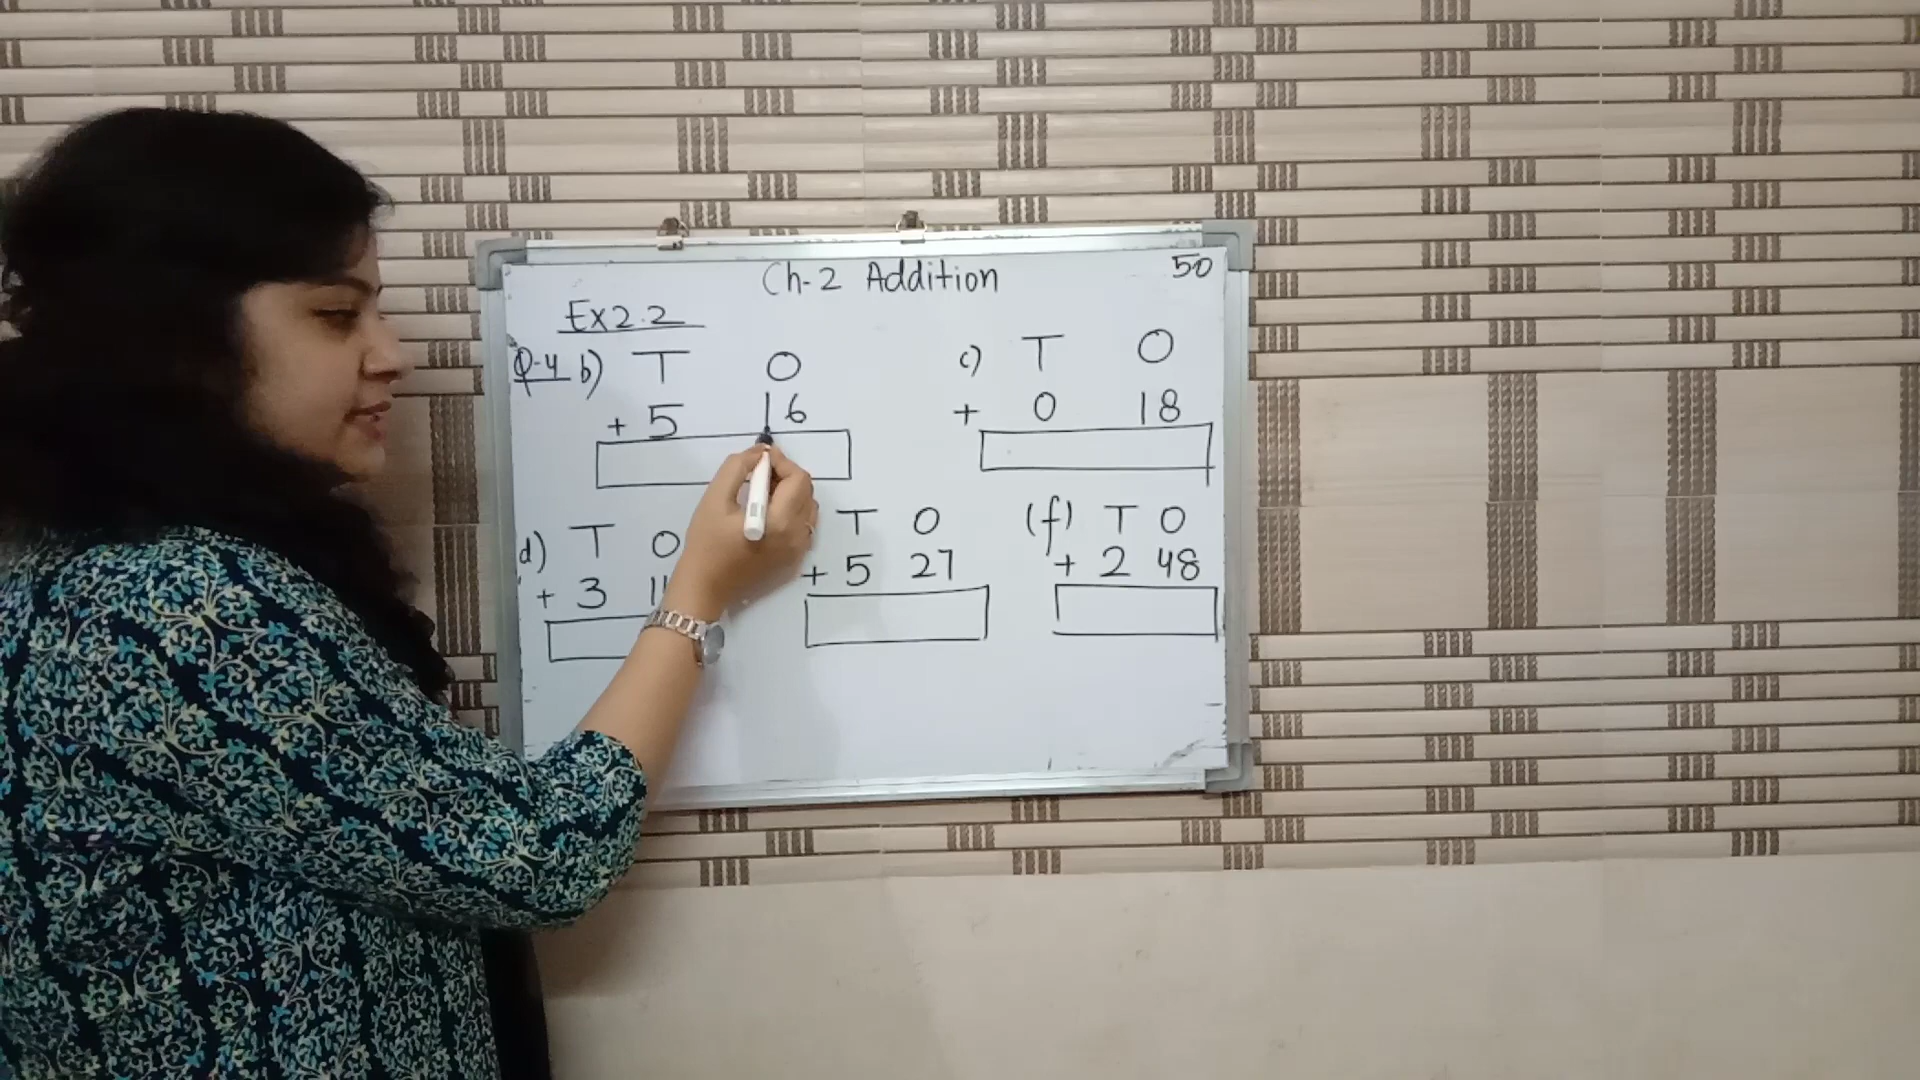 Ch-2 Addition 50
Ex 2.2
Q-4 b) T O
+ 5 16
c) T O
+ 0 18
d) T O
+ 3
T O
+ 5 27
(f) T O
+ 2 48